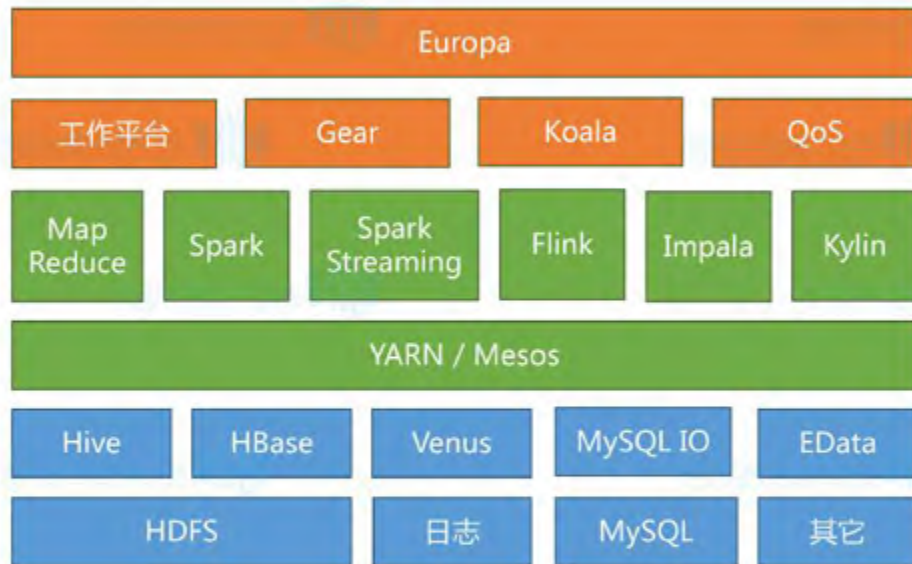 Europa
工作平台
Gear
Koala
QoS
Map
Reduce
Spark
Spark
Streaming
Flink
Impala
Kylin
YARN / Mesos
Hive
HBase
Venus
MySQL IO
EData
HDFS
日志
MySQL
其它